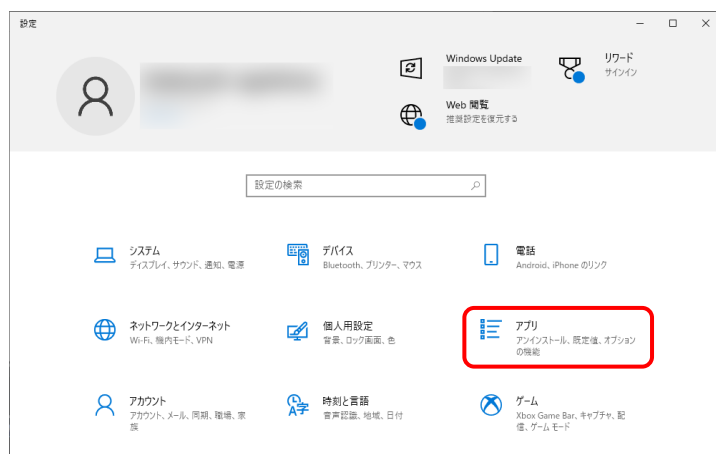 設定
Windows Update
リワード
サインイン
Web 閲覧
推奨設定を復元する
設定の検索
システム
ディスプレイ、サウンド、通知、電源
デバイス
Bluetooth、プリンター、マウス
電話
Android、iPhone のリンク
ネットワークとインターネット
Wi-Fi、機内モード、VPN
個人用設定
背景、ロック画面、色
アプリ
アンインストール、既定値、オプション
の機能
アカウント
アカウント、メール、同期、職場、家
族
時刻と言語
音声認識、地域、日付
ゲーム
Xbox Game Bar、キャプチャ、配
信、ゲーム モード